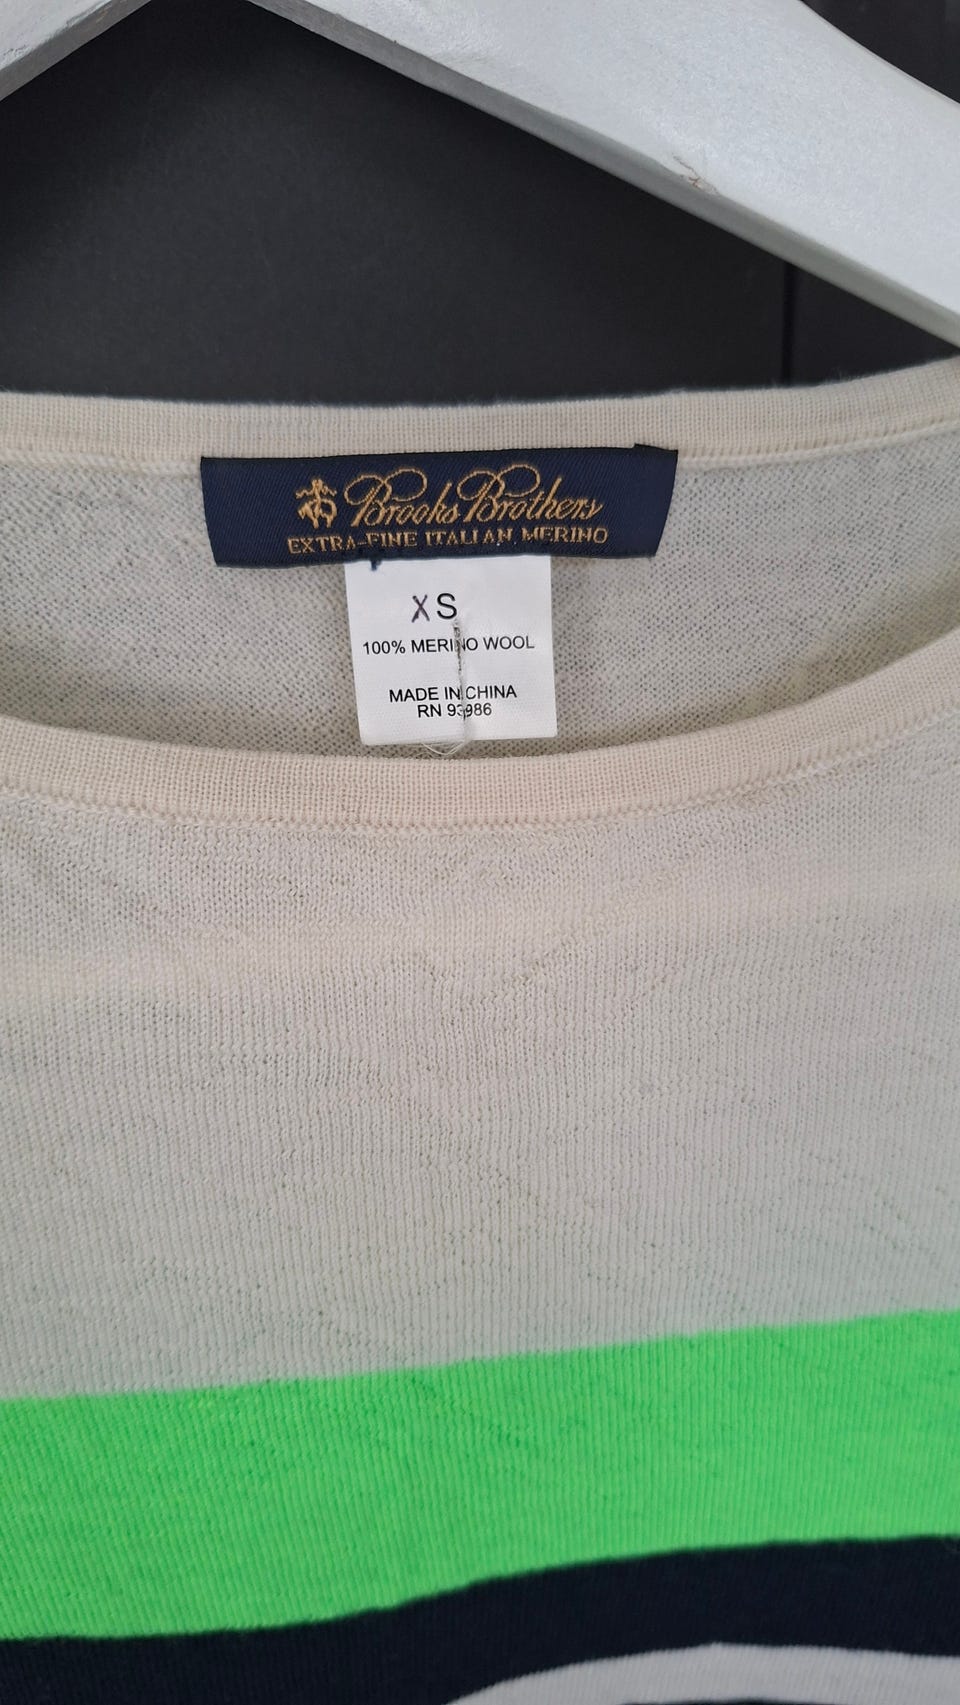 Brooks Brothers
EXTRA-FINE ITALIAN MERINO
XS
100% MERINO WOOL
MADE IN CHINA
RN 93986